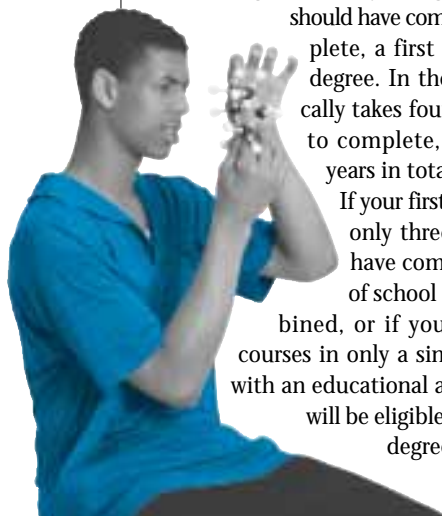 should have com
plete, a first
degree. In the
cally takes fou
to complete,
years in tota
If your first
only three
have com
of school
bined, or if you
courses in only a sin
with an educational a
will be eligible
degree